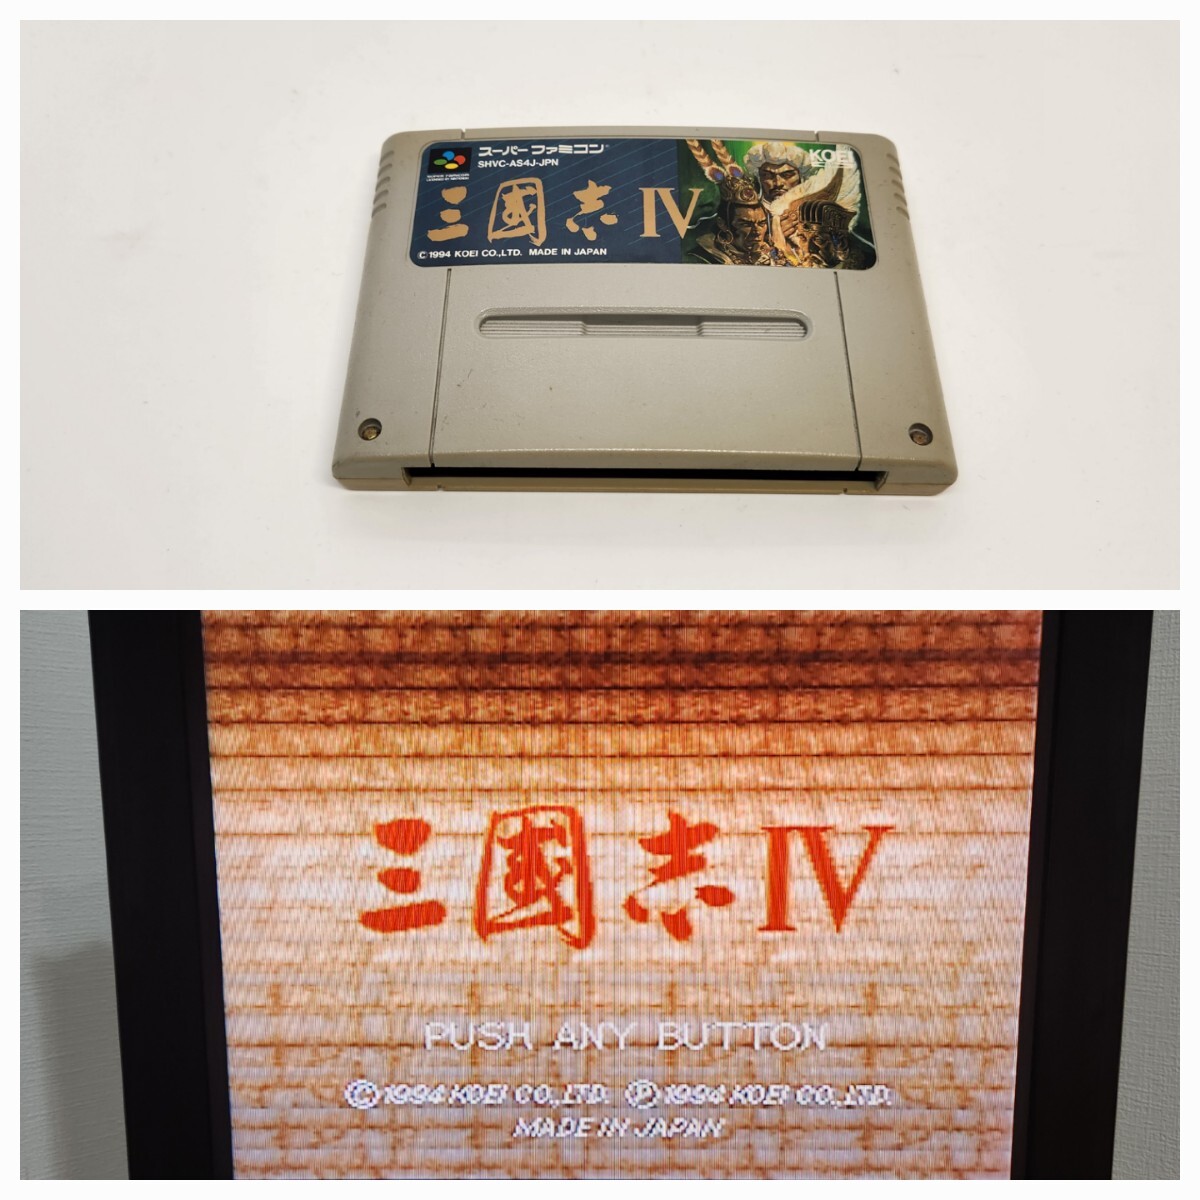 スーパーファミコン
SHVC-AS4J-JPN
KOEI
三國志IV
© 1994 KOEI CO.,LTD. MADE IN JAPAN
三國志IV
PUSH ANY BUTTON
©1994 KOEI CO.,LTD. ℗1994 KOEI CO.,LTD.
MADE IN JAPAN